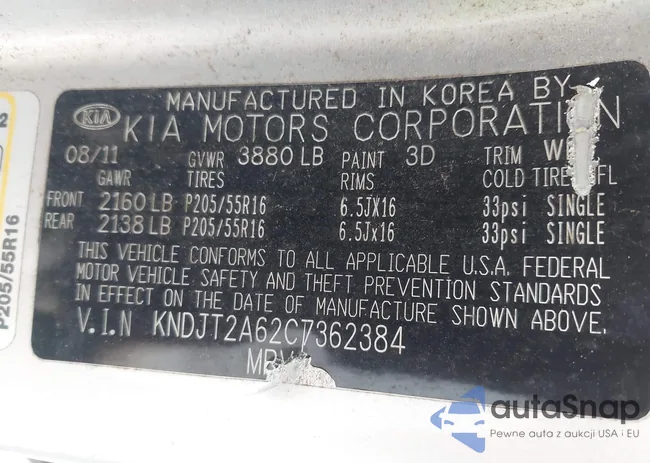 MANUFACTURED IN KOREA BY
KIA KIA MOTORS CORPORATION
08/11 GVWR 3880 LB PAINT 3D TRIM
GAWR TIRES RIMS COLD TIRE
FRONT 2160 LB P205/55R16 6.5JX16 33psi SINGLE
REAR 2138 LB P205/55R16 6.5Jx16 33psi SINGLE
THIS VEHICLE CONFORMS TO ALL APPLICABLE U.S.A. FEDERAL
MOTOR VEHICLE SAFETY AND THEFT PREVENTION STANDARDS
IN EFFECT ON THE DATE OF MANUFACTURE SHOWN ABOVE.
V.I.N KNDJT2A62C7362384
2
P205/55R16
autaSnap
Pewne auta z aukcji USA i EU